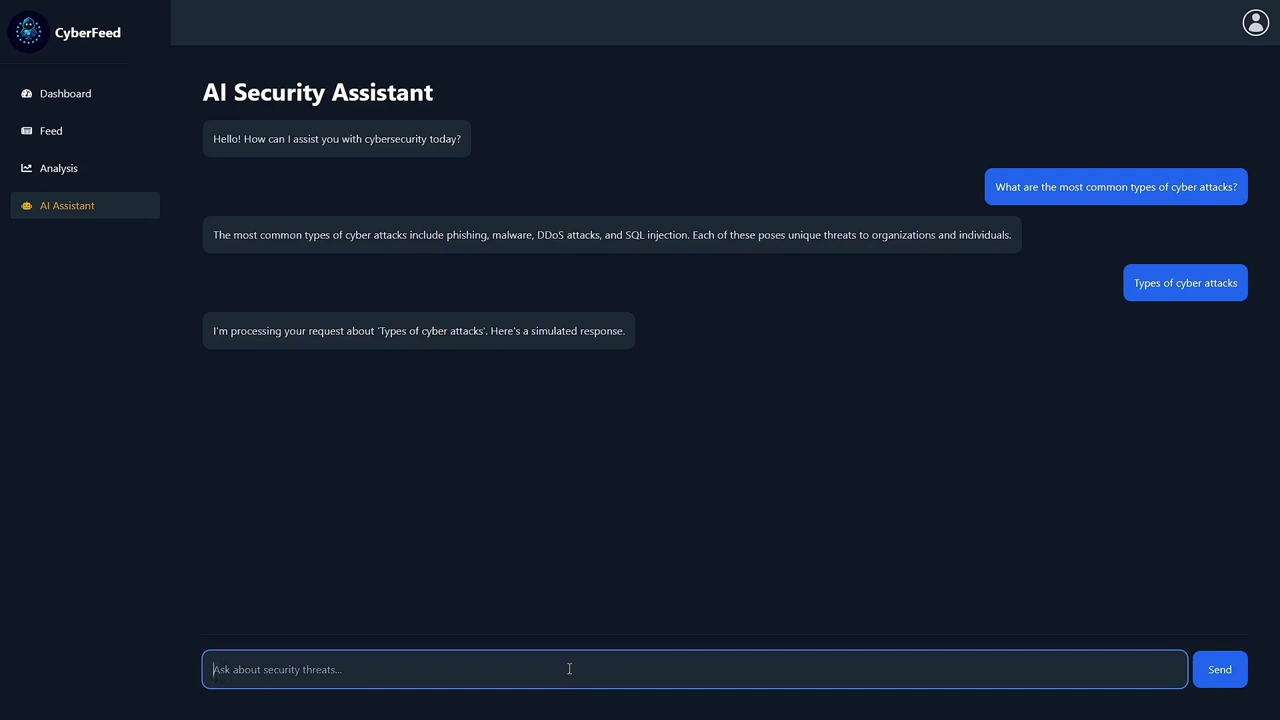 CyberFeed
Dashboard
Feed
Analysis
AI Assistant
AI Security Assistant
Hello! How can I assist you with cybersecurity today?
What are the most common types of cyber attacks?
The most common types of cyber attacks include phishing, malware, DDoS attacks, and SQL injection. Each of these poses unique threats to organizations and individuals.
Types of cyber attacks
I'm processing your request about 'Types of cyber attacks'. Here's a simulated response.
Ask about security threats...
Send